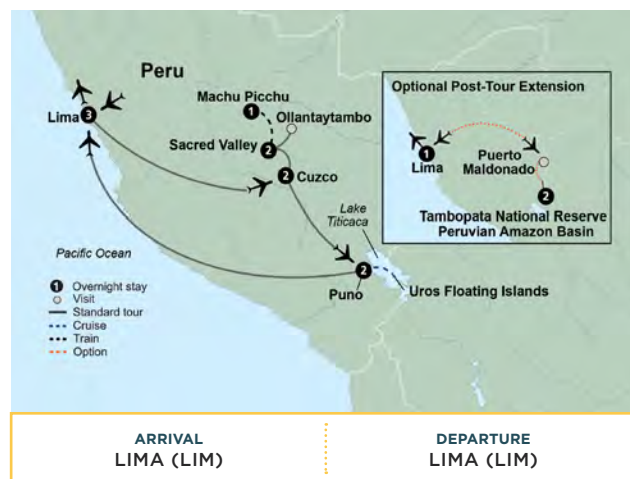 Peru
Machu Picchu
1
Ollantaytambo
Lima 3
Sacred Valley 2
2 Cuzco
Lake
Titicaca
Pacific Ocean
2
Puno
Uros Floating Islands
1 Overnight stay
Visit
Standard tour
Cruise
Train
Option
Optional Post-Tour Extension
1
Lima
Puerto
Maldonado
2
Tambopata National Reserve
Peruvian Amazon Basin
ARRIVAL
LIMA (LIM)
DEPARTURE
LIMA (LIM)